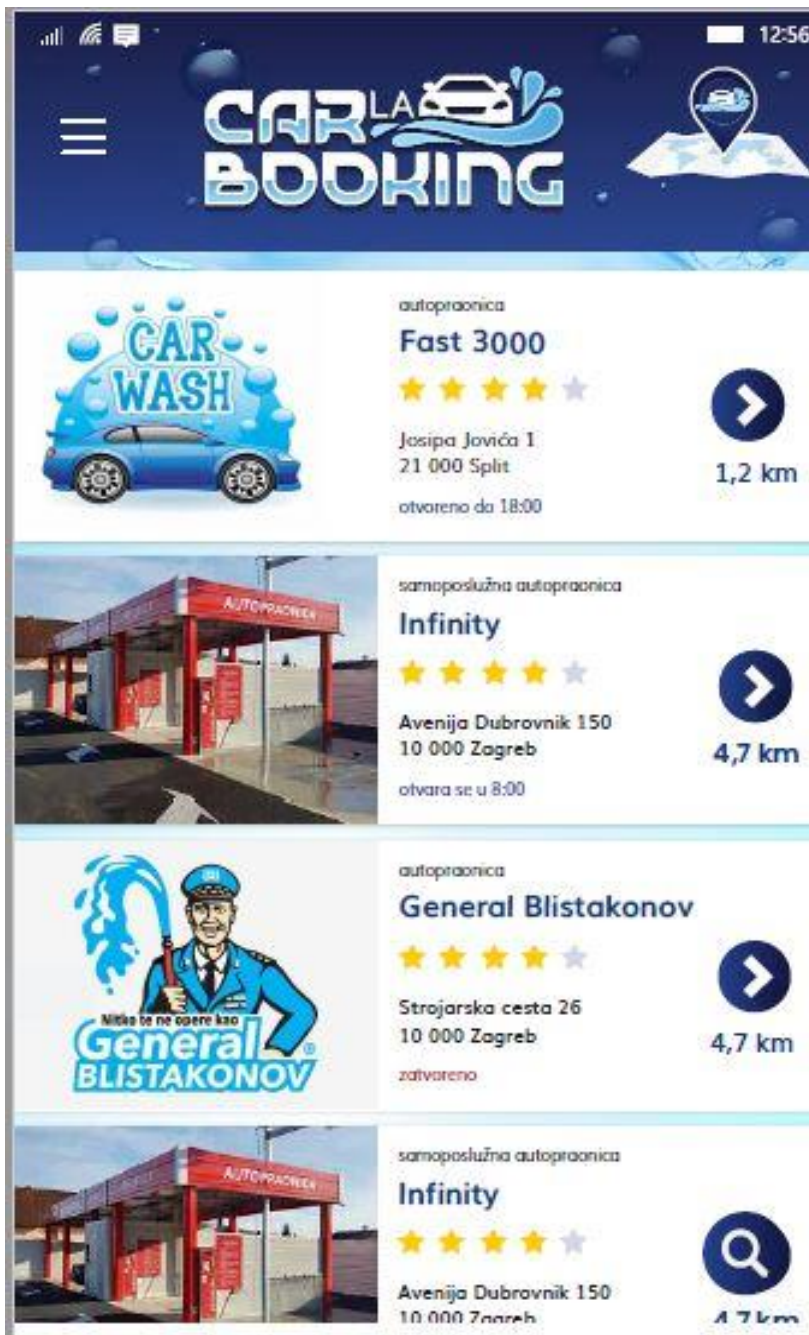 12:56
CAR LA
BOOKING
CAR
WASH
autopraonica
Fast 3000
Josipa Jovića 1
21 000 Split
otvoreno do 18:00
1,2 km
AUTOPRAONICA
samoposlužna autopraonica
Infinity
Avenija Dubrovnik 150
10 000 Zagreb
otvara se u 8:00
4,7 km
Nitko te ne opere kao
General
BLISTAKONOV
autopraonica
General Blistakonov
Strojarska cesta 26
10 000 Zagreb
zatvoreno
4,7 km
AUTOPRAONICA
samoposlužna autopraonica
Infinity
Avenija Dubrovnik 150
10 000 Zagreb
4,7 km